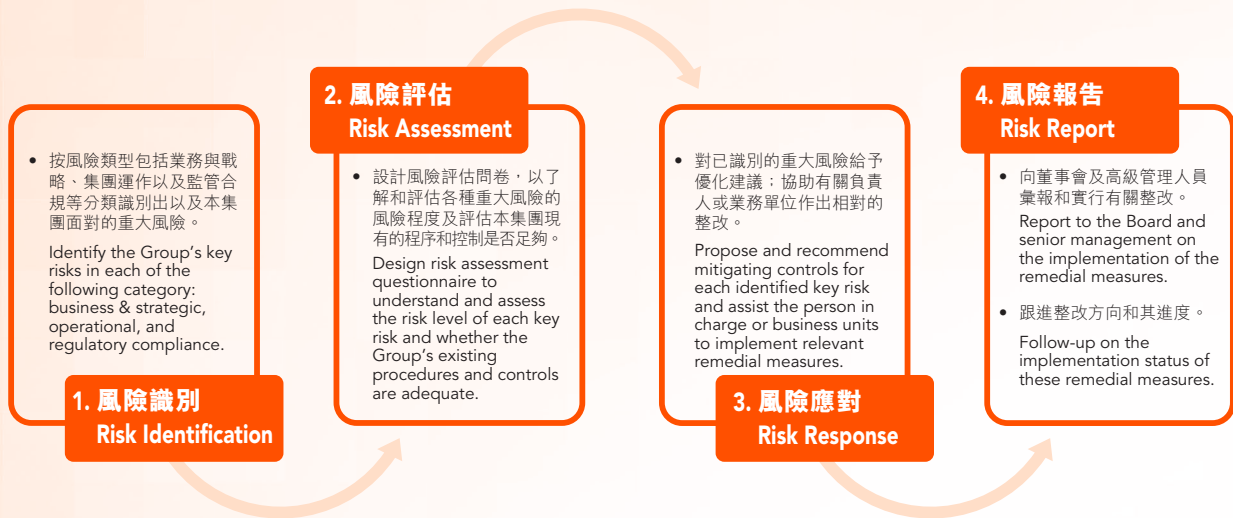 • 按風險類型包括業務與戰
略、集團運作以及監管合
規等分類識別出以及本集
團面對的重大風險。
Identify the Group’s key
risks in each of the
following category:
business & strategic,
operational, and
regulatory compliance.
1. 風險識別
Risk Identification
2. 風險評估
Risk Assessment
• 設計風險評估問卷，以了
解和評估各種重大風險的
風險程度及評估本集團現
有的程序和控制是否足夠。
Design risk assessment
questionnaire to
understand and assess
the risk level of each key
risk and whether the
Group’s existing
procedures and controls
are adequate.
• 對已識別的重大風險給予
優化建議；協助有關負責
人或業務單位作出相對的
整改。
Propose and recommend
mitigating controls for
each identified key risk
and assist the person in
charge or business units
to implement relevant
remedial measures.
3. 風險應對
Risk Response
4. 風險報告
Risk Report
• 向董事會及高級管理人員
彙報和實行有關整改。
Report to the Board and
senior management on
the implementation of the
remedial measures.
• 跟進整改方向和其進度。
Follow-up on the
implementation status of
these remedial measures.